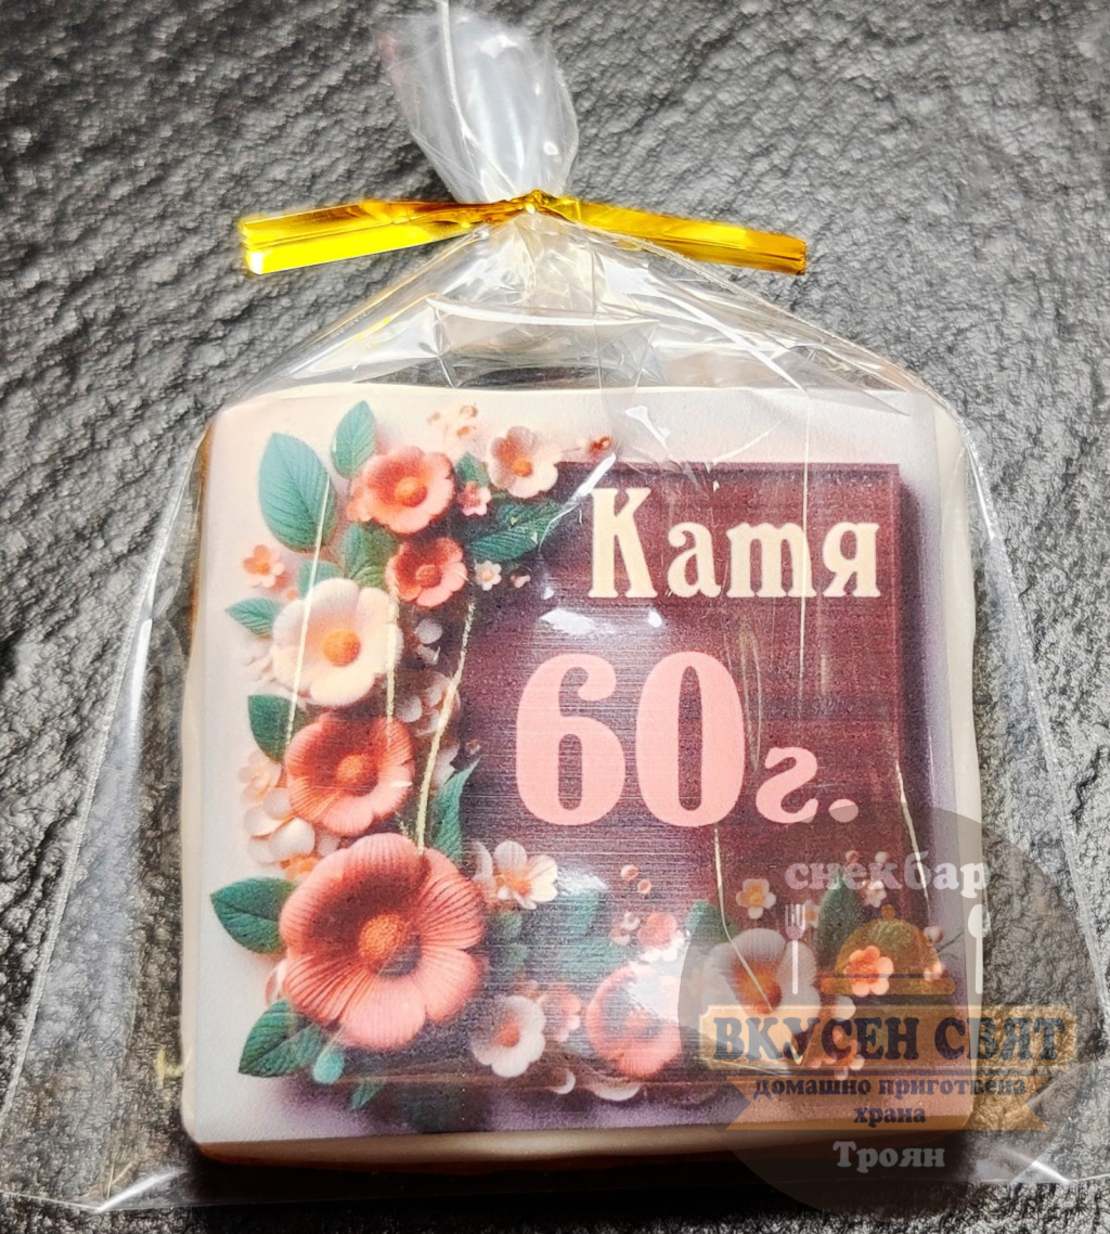 Катя
60г.
снекбар
ВКУСЕН СВЯТ
домашно приготвена
храна
Троян